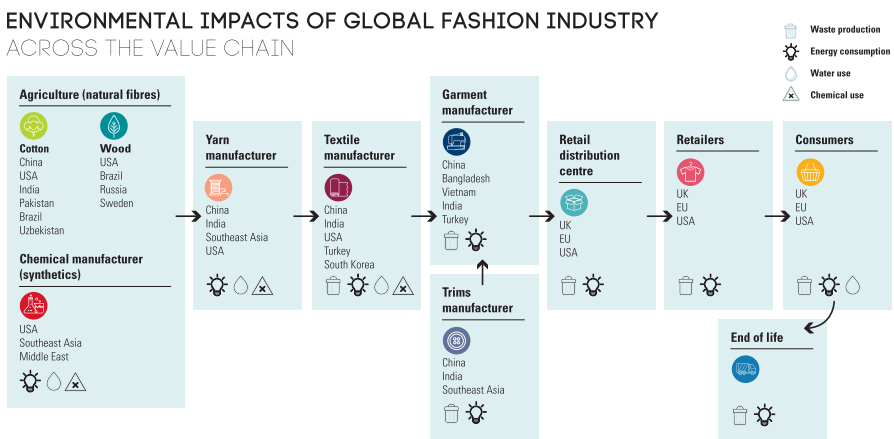 ENVIRONMENTAL IMPACTS OF GLOBAL FASHION INDUSTRY
ACROSS THE VALUE CHAIN
Waste production
Energy consumption
Water use
Chemical use
Agriculture (natural fibres)
Cotton
China
USA
India
Pakistan
Brazil
Uzbekistan
Wood
USA
Brazil
Russia
Sweden
Chemical manufacturer
(synthetics)
USA
Southeast Asia
Middle East
Yarn
manufacturer
China
India
Southeast Asia
USA
Textile
manufacturer
China
India
USA
Turkey
South Korea
Garment
manufacturer
China
Bangladesh
Vietnam
India
Turkey
Trims
manufacturer
China
India
Southeast Asia
Retail
distribution
centre
UK
EU
USA
Retailers
UK
EU
USA
Consumers
UK
EU
USA
End of life